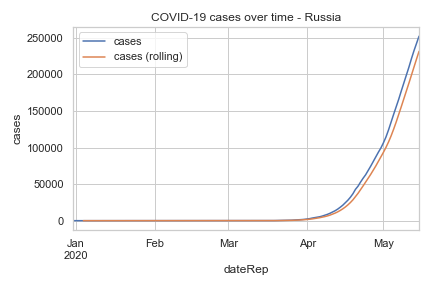 COVID-19 cases over time - Russia
cases
cases (rolling)
250000
200000
150000
100000
50000
0
cases
Jan
2020
Feb
Mar
Apr
May
dateRep